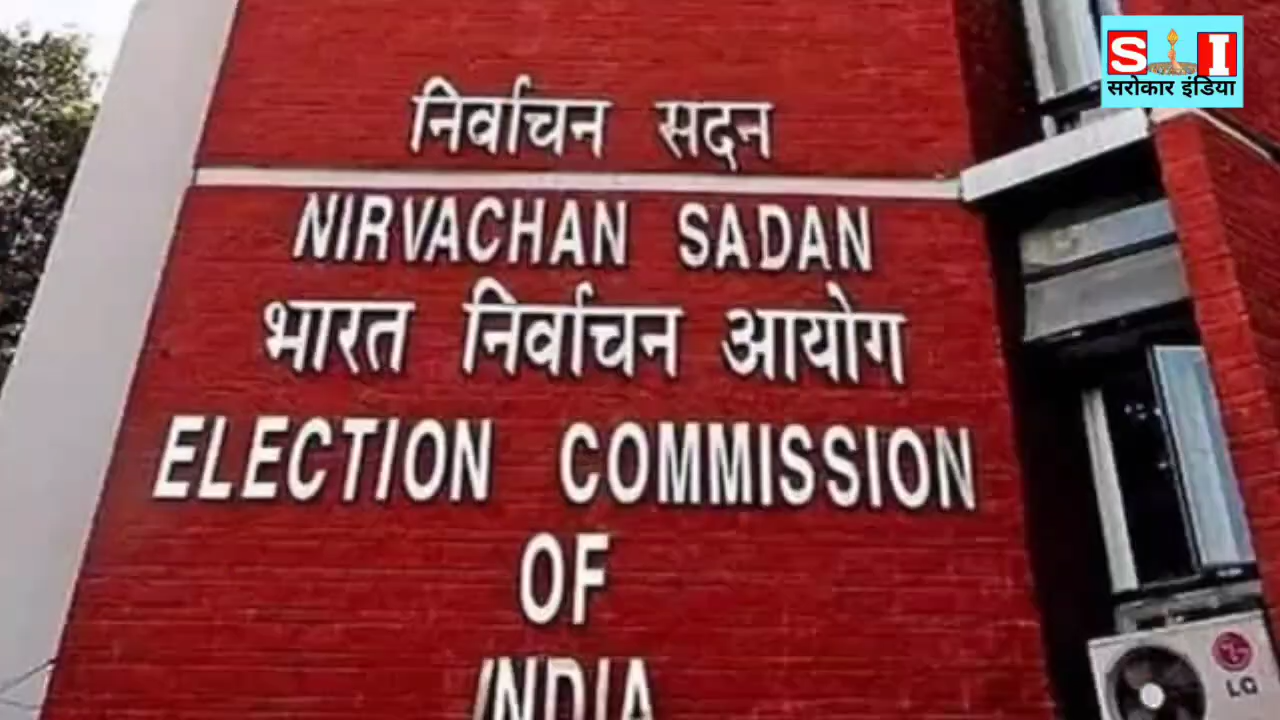 S I
सरोकार इंडिया
निर्वाचन सदन
NIRVACHAN SADAN
भारत निर्वाचन आयोग
ELECTION COMMISSION
OF
INDIA
LG